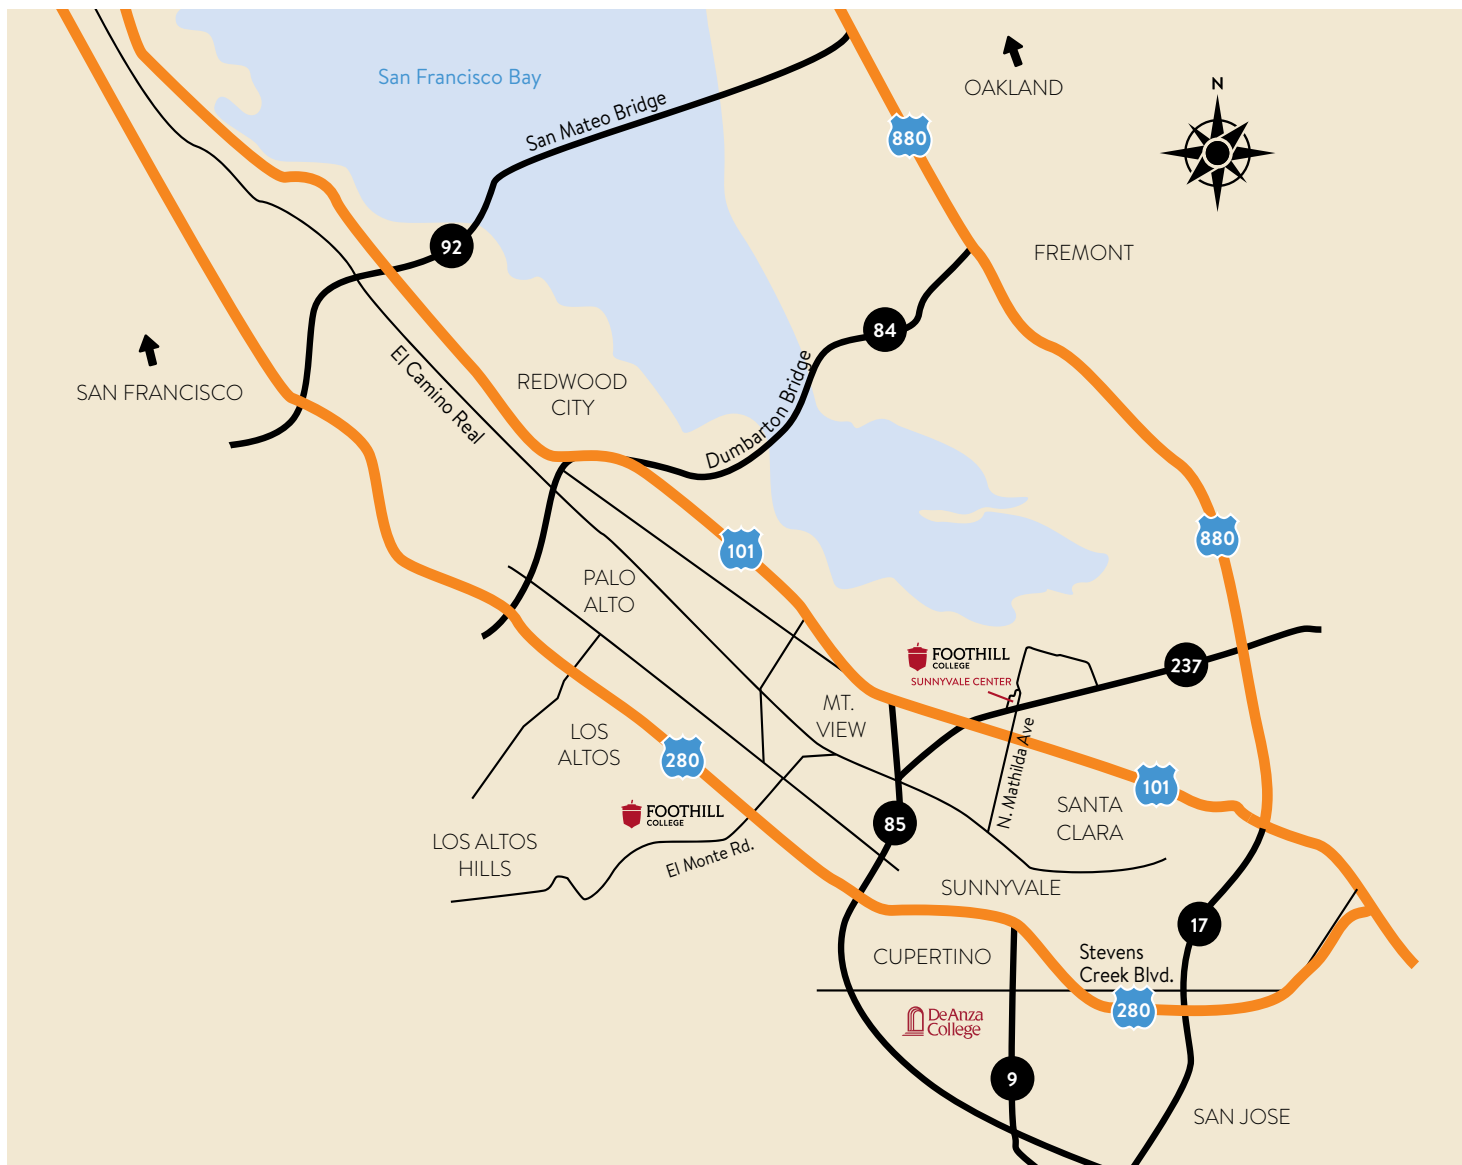 San Francisco Bay
N
OAKLAND
San Mateo Bridge
880
92
FREMONT
84
SAN FRANCISCO
El Camino Real
REDWOOD
CITY
Dumbarton Bridge
101
880
PALO
ALTO
FOOTHILL
COLLEGE
SUNNYVALE CENTER
237
MT.
VIEW
LOS
ALTOS
280
N. Mathilda Ave
101
SANTA
CLARA
FOOTHILL
COLLEGE
85
LOS ALTOS
HILLS
El Monte Rd.
SUNNYVALE
17
CUPERTINO
Stevens
Creek Blvd.
280
DeAnza
College
9
SAN JOSE